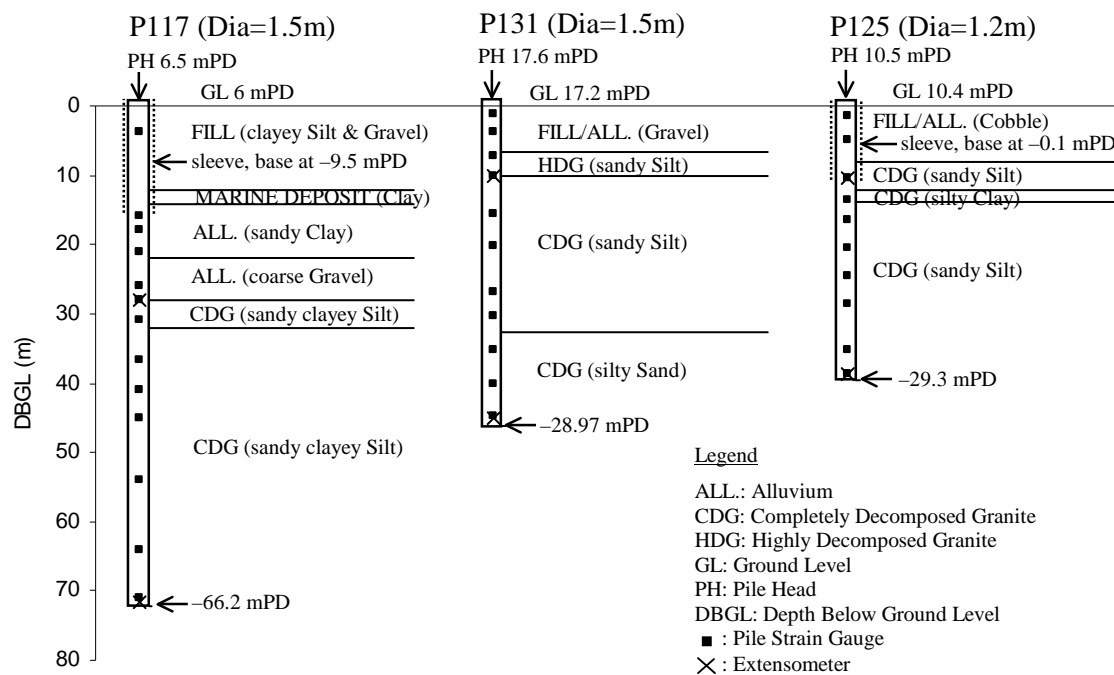 P117 (Dia=1.5m)
PH 6.5 mPD
GL 6 mPD
FILL (clayey Silt & Gravel)
sleeve, base at –9.5 mPD
MARINE DEPOSIT (Clay)
ALL. (sandy Clay)
ALL. (coarse Gravel)
CDG (sandy clayey Silt)
CDG (sandy clayey Silt)
–66.2 mPD
P131 (Dia=1.5m)
PH 17.6 mPD
GL 17.2 mPD
FILL/ALL. (Gravel)
HDG (sandy Silt)
CDG (sandy Silt)
CDG (silty Sand)
–28.97 mPD
P125 (Dia=1.2m)
PH 10.5 mPD
GL 10.4 mPD
FILL/ALL. (Cobble)
sleeve, base at –0.1 mPD
CDG (sandy Silt)
CDG (silty Clay)
CDG (sandy Silt)
–29.3 mPD
DBGL (m)
0
10
20
30
40
50
60
70
80
Legend
ALL.: Alluvium
CDG: Completely Decomposed Granite
HDG: Highly Decomposed Granite
GL: Ground Level
PH: Pile Head
DBGL: Depth Below Ground Level
: Pile Strain Gauge
: Extensometer